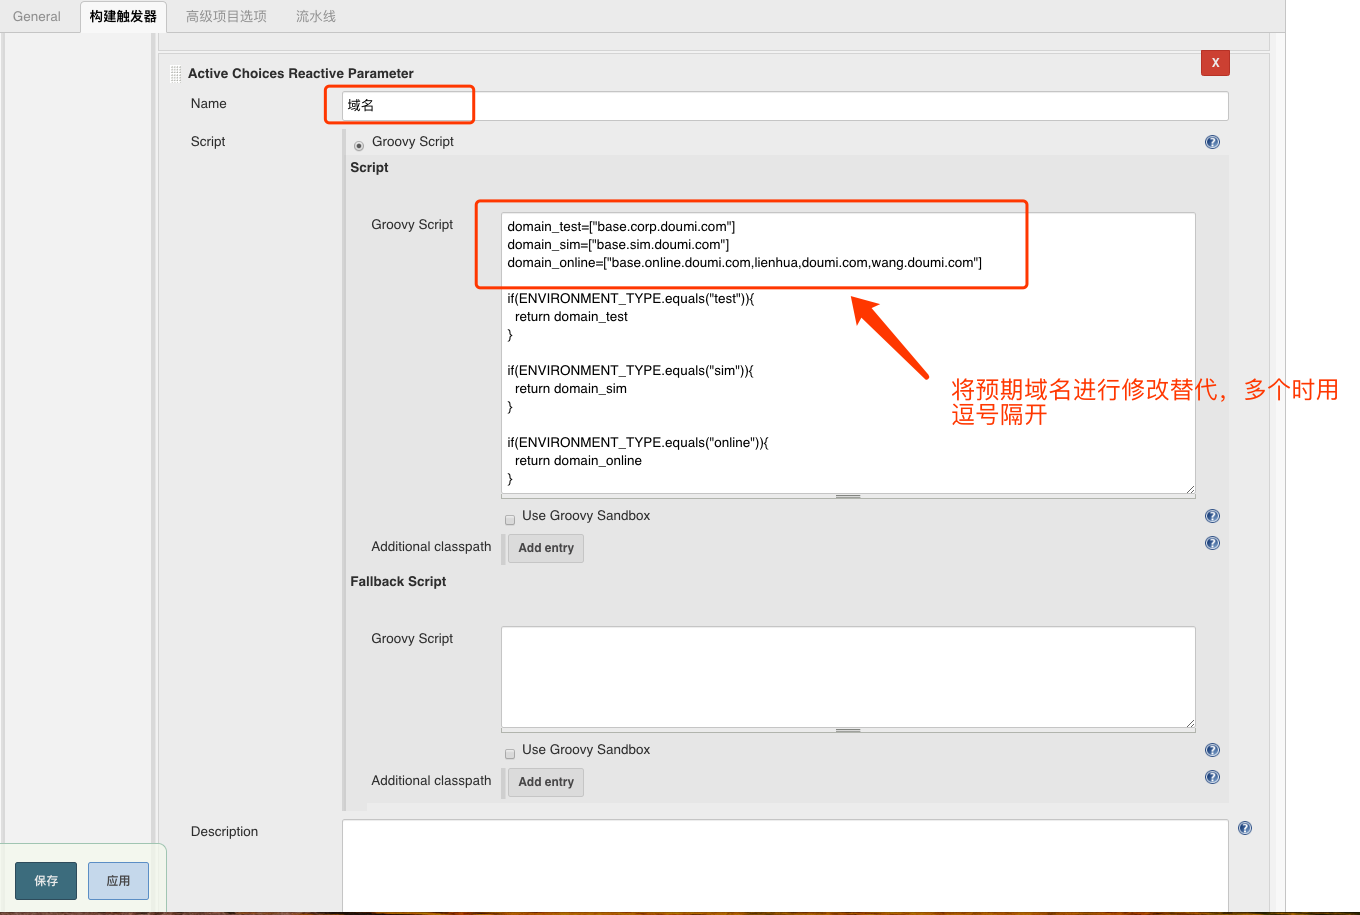 General 构建触发器 高级项目选项 流水线
Active Choices Reactive Parameter X
Name 域名
Script Groovy Script
Script
Groovy Script
domain_test=["base.corp.doumi.com"]
domain_sim=["base.sim.doumi.com"]
domain_online=["base.online.doumi.com,lienhua,doumi.com,wang.doumi.com"]
if(ENVIRONMENT_TYPE.equals("test")){
return domain_test
}
if(ENVIRONMENT_TYPE.equals("sim")){
return domain_sim
}
if(ENVIRONMENT_TYPE.equals("online")){
return domain_online
}
将预期域名进行修改替代，多个时用
逗号隔开
Use Groovy Sandbox
Additional classpath Add entry
Fallback Script
Groovy Script
Use Groovy Sandbox
Additional classpath Add entry
Description
保存 应用